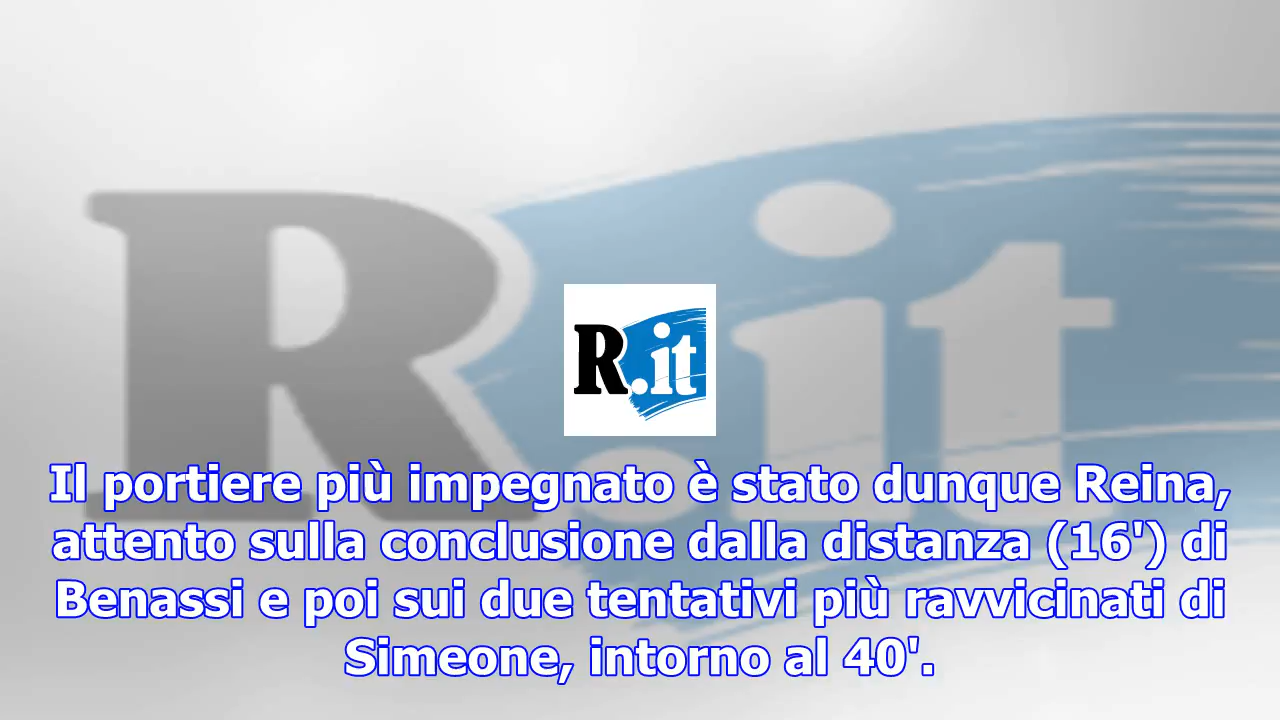 R.it
R.it
Il portiere più impegnato è stato dunque Reina,
attento sulla conclusione dalla distanza (16') di
Benassi e poi sui due tentativi più ravvicinati di
Simeone, intorno al 40'.